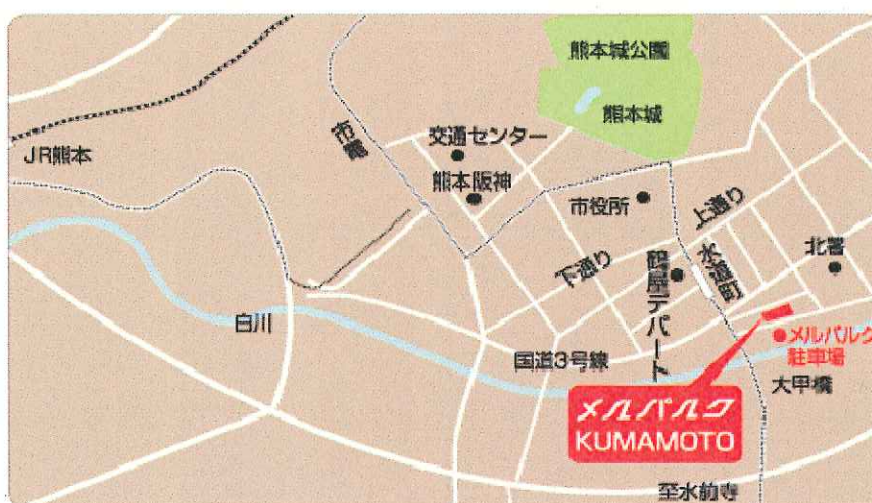 熊本城公園
熊本城
市電
交通センター
JR熊本
熊本阪神
市役所
上通り
北署
下通り
鶴屋デパート
水道町
白川
国道3号線
メルパルク
駐車場
大甲橋
メルパルク
KUMAMOTO
至水前寺